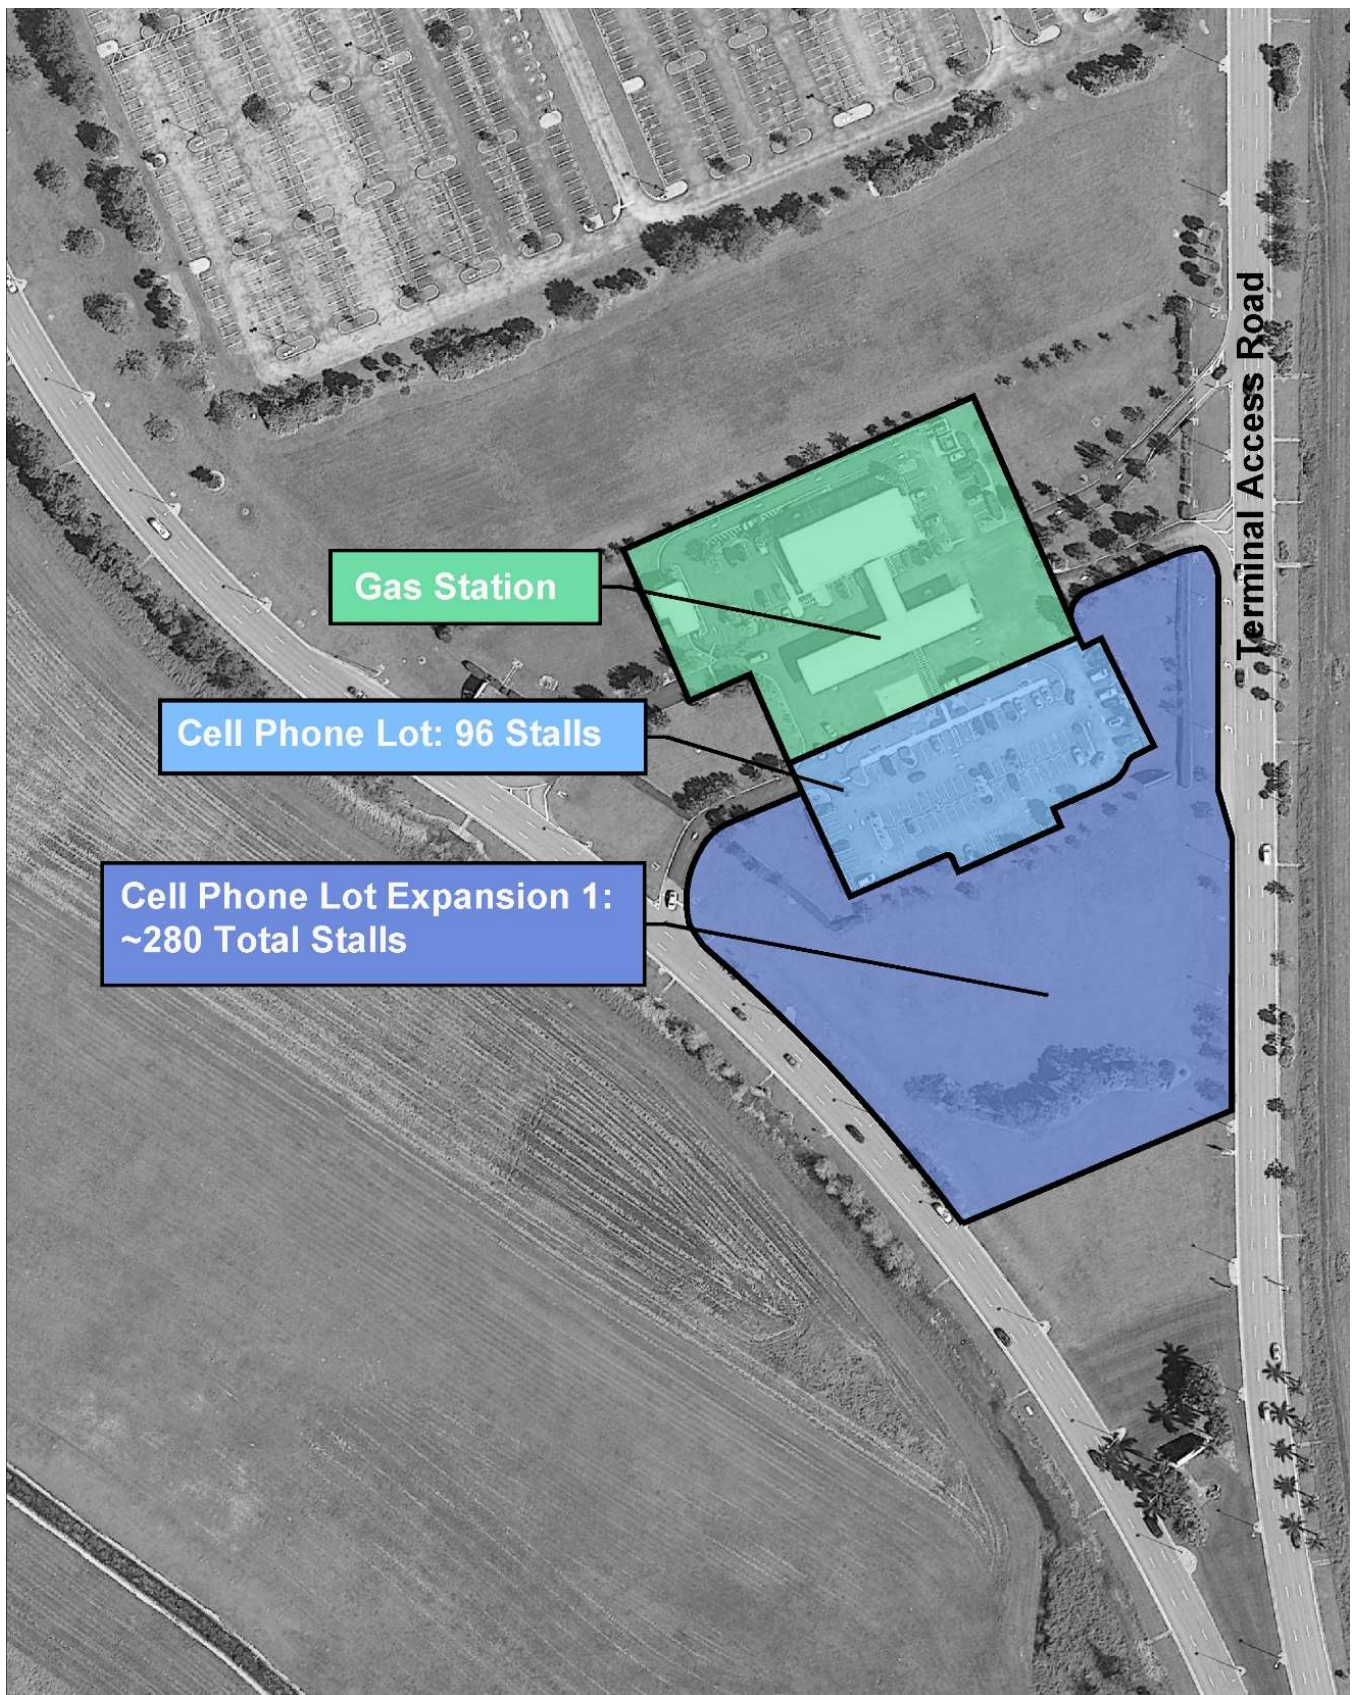 Terminal Access Road
Gas Station
Cell Phone Lot: 96 Stalls
Cell Phone Lot Expansion 1:
~280 Total Stalls